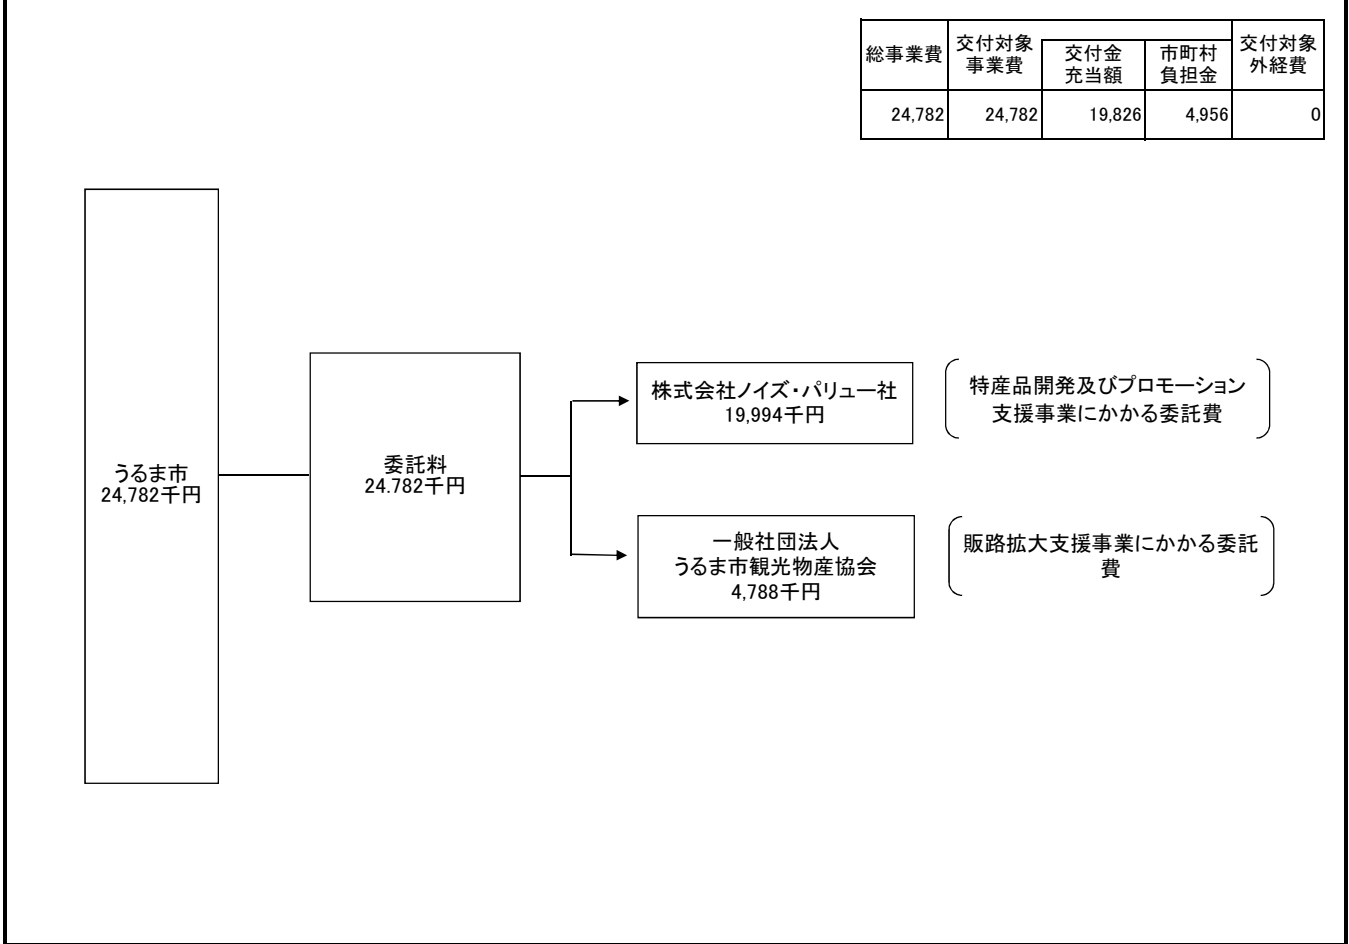 総事業費
交付対象
事業費
交付金
充当額
市町村
負担金
交付対象
外経費
24,782
24,782
19,826
4,956
0
うるま市
24,782千円
委託料
24.782千円
株式会社ノイズ・バリュー社
19,994千円
特産品開発及びプロモーション
支援事業にかかる委託費
一般社団法人
うるま市観光物産協会
4,788千円
販路拡大支援事業にかかる委託
費